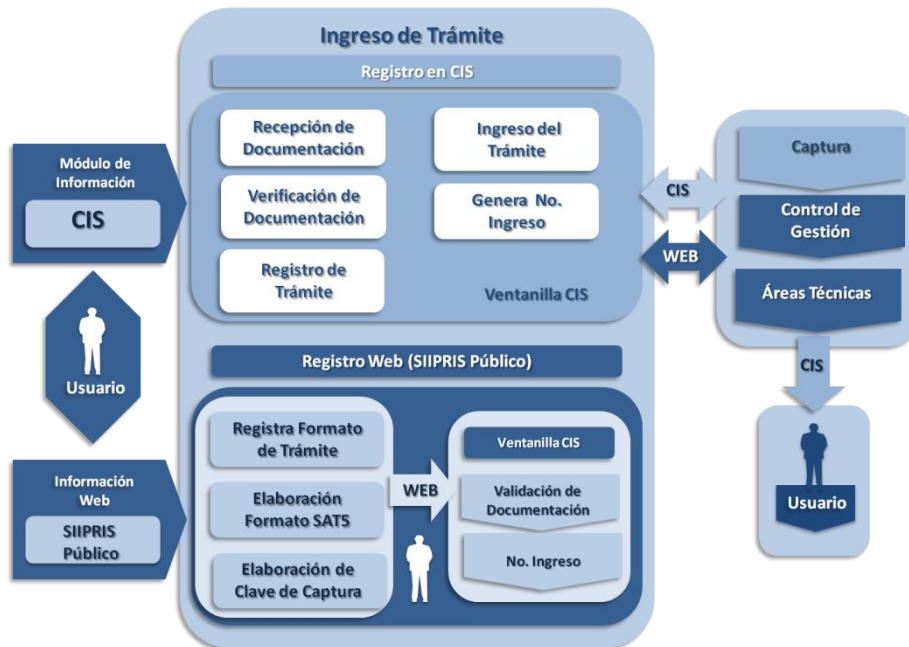 Ingreso de Trámite
Registro en CIS
Recepción de
Documentación
Verificación de
Documentación
Registro de
Trámite
Ingreso del
Trámite
Genera No.
Ingreso
Ventanilla CIS
Módulo de
Información
CIS
Usuario
Información
Web
SIIPRIS
Público
Registro Web (SIIPRIS Público)
Registra Formato
de Trámite
Elaboración
Formato SAT5
Elaboración de
Clave de Captura
WEB
Ventanilla CIS
Validación de
Documentación
No. Ingreso
CIS
WEB
Captura
Control de
Gestión
Áreas Técnicas
CIS
Usuario